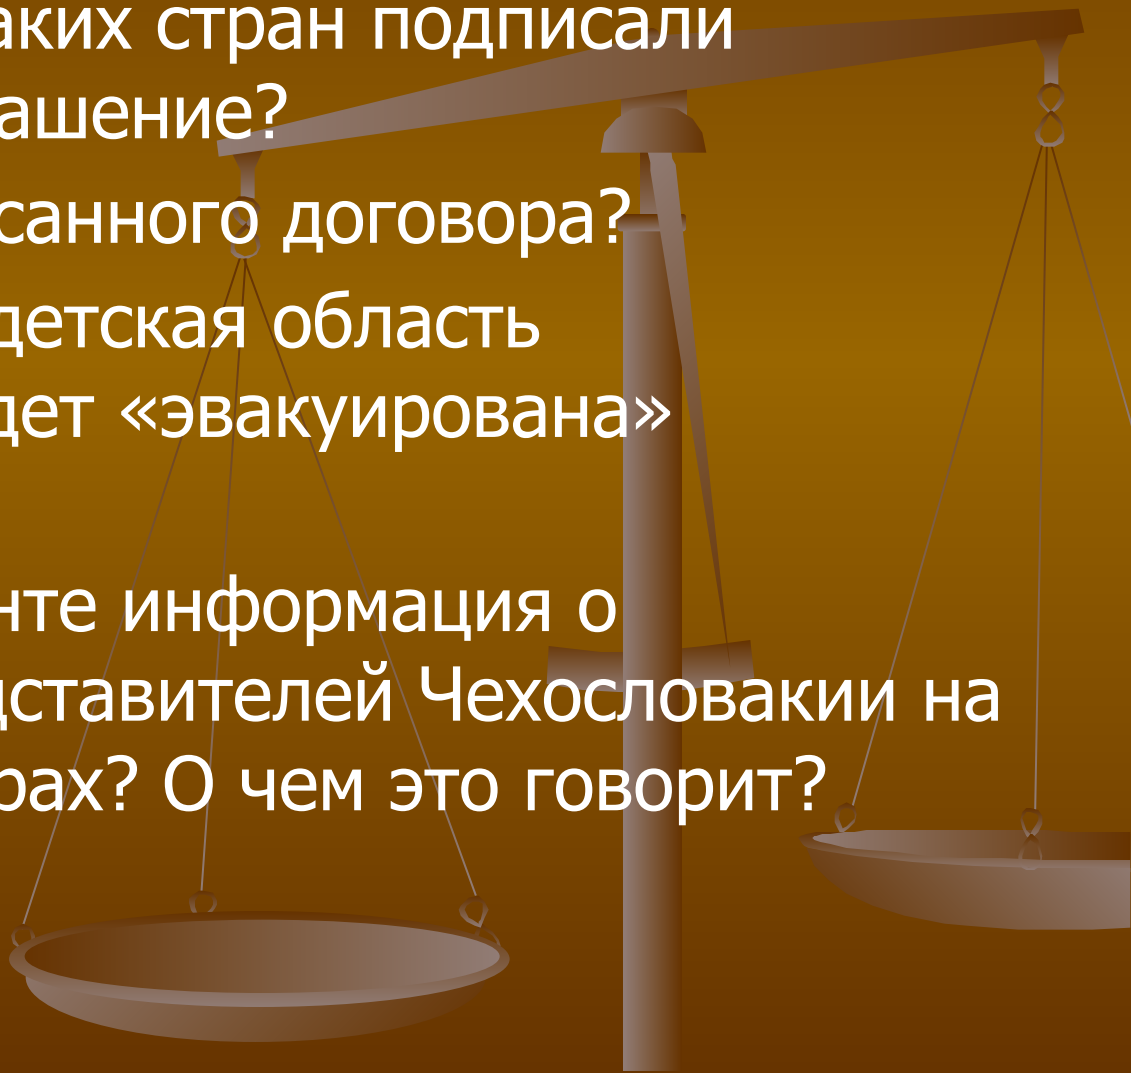 аких стран подписали
ашение?
санного договора?
детская область
дет «эвакуирована»
нте информация о
дставителей Чехословакии на
рах? О чем это говорит?